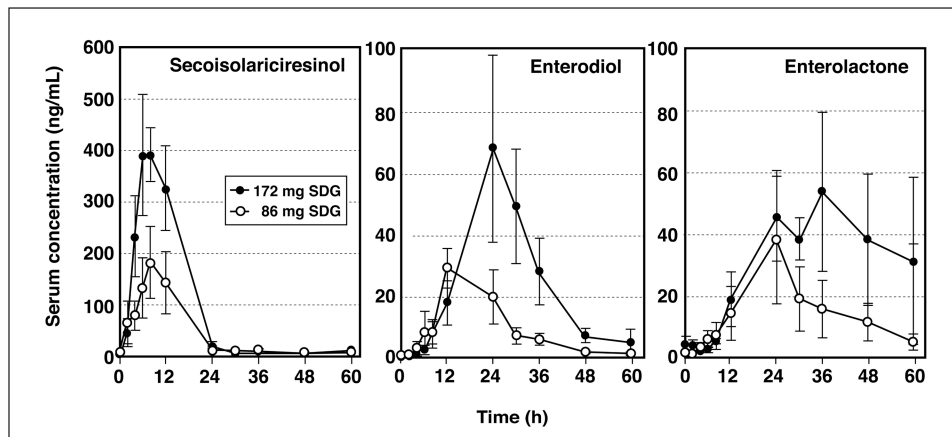 Serum concentration (ng/mL)
600
500
400
300
200
100
0
0 12 24 36 48 60
Secoisolariciresinol
172 mg SDG
86 mg SDG
100
80
60
40
20
0
0 12 24 36 48 60
Enterodiol
100
80
60
40
20
0
0 12 24 36 48 60
Enterolactone
Time (h)